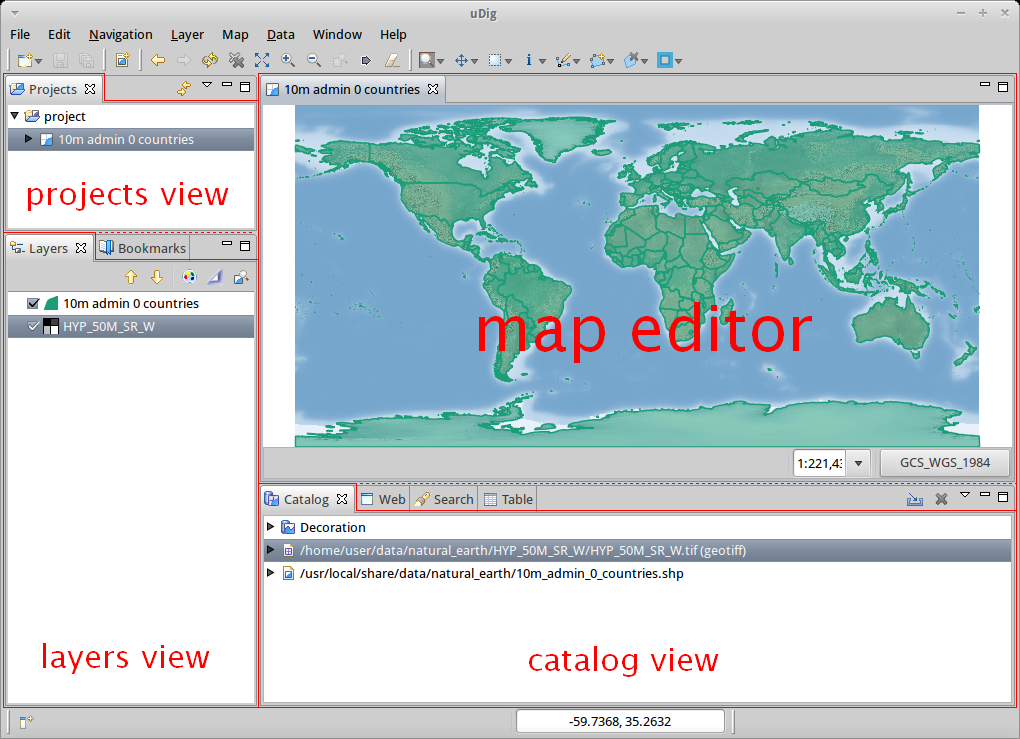 uDig
File Edit Navigation Layer Map Data Window Help
Projects
project
10m admin 0 countries
projects view
Layers Bookmarks
10m admin 0 countries
HYP_50M_SR_W
layers view
10m admin 0 countries
map editor
1:221,43
GCS_WGS_1984
Catalog Web Search Table
Decoration
/home/user/data/natural_earth/HYP_50M_SR_W/HYP_50M_SR_W.tif (geotiff)
/usr/local/share/data/natural_earth/10m_admin_0_countries.shp
catalog view
-59.7368, 35.2632